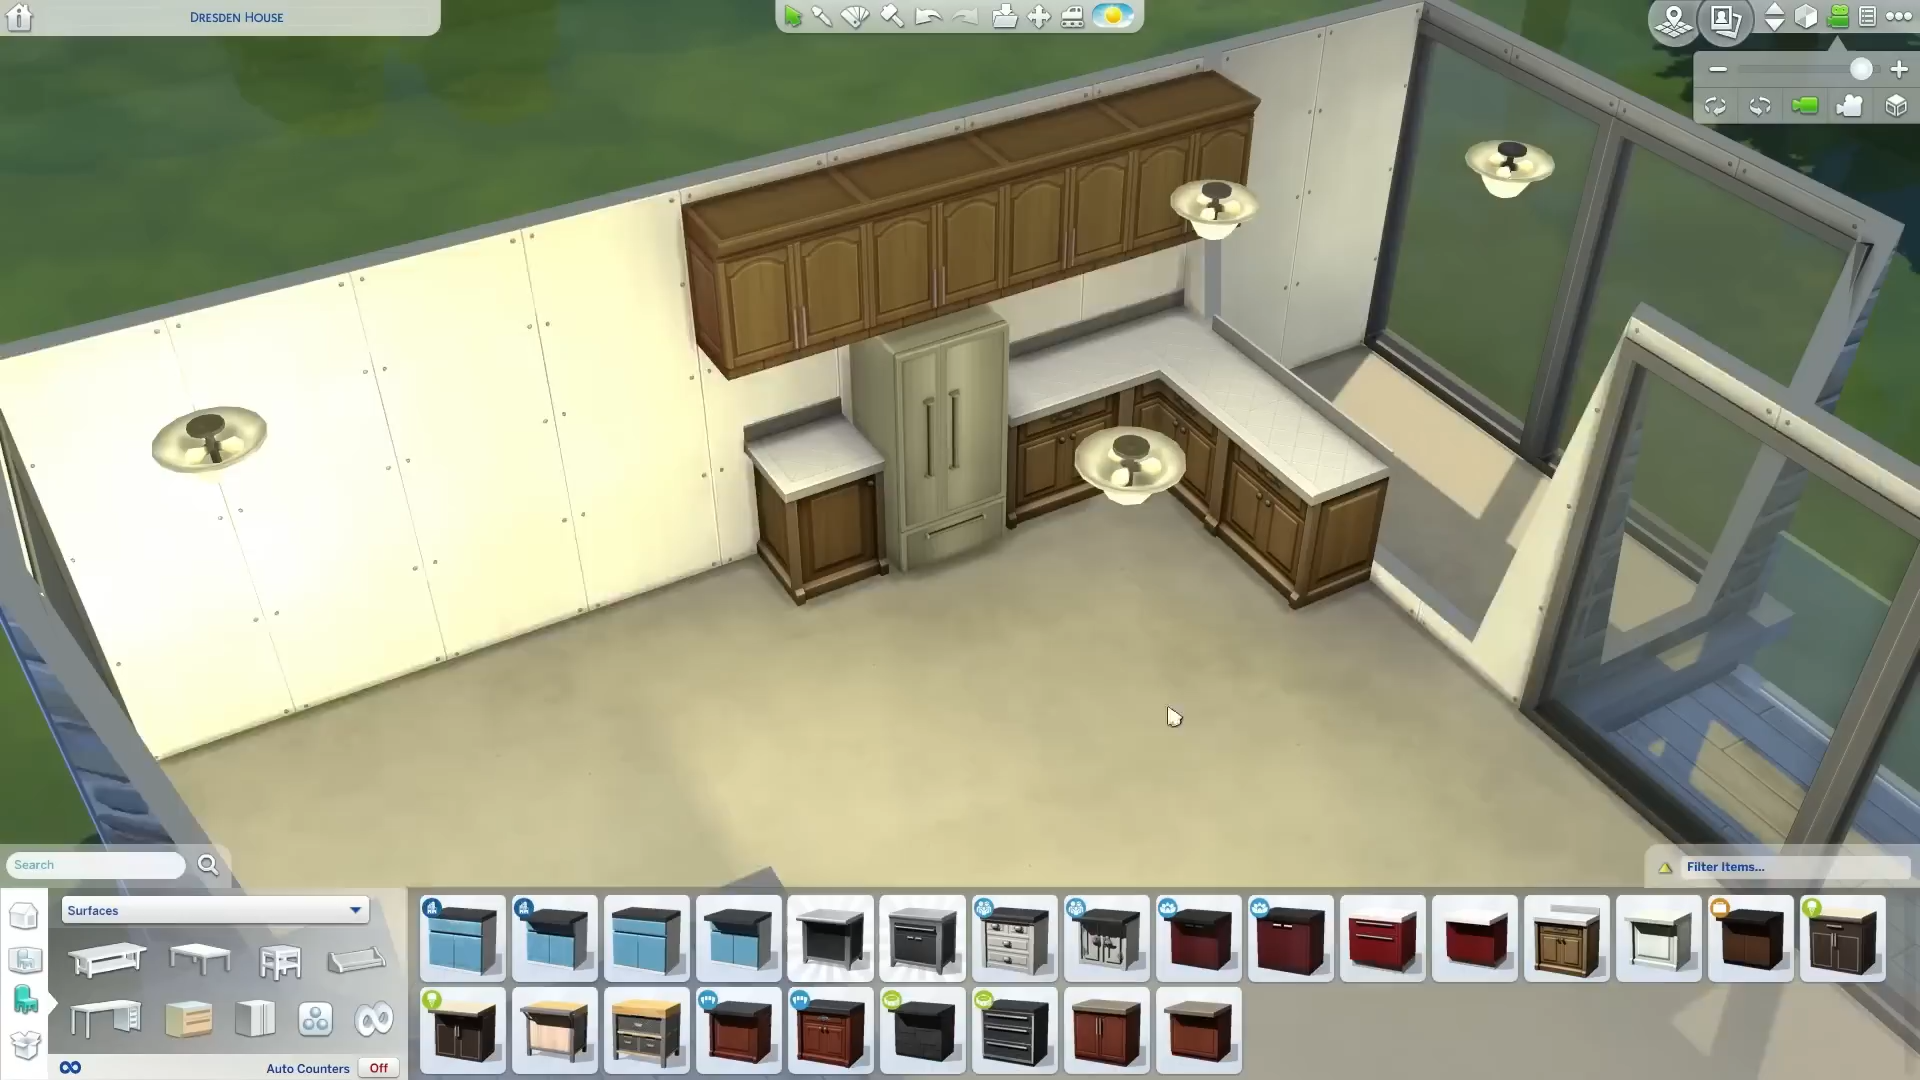 DRESDEN HOUSE
Search
Filter Items...
Surfaces
Auto Counters Off